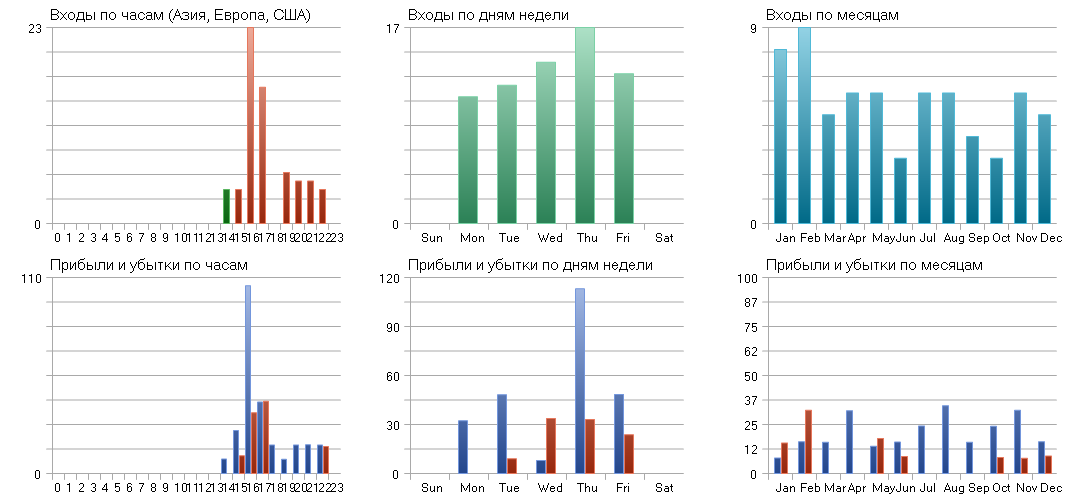 Входы по часам (Азия, Европа, США)
23
0
0 1 2 3 4 5 6 7 8 9 10 11 12 13 14 15 16 17 18 19 20 21 22 23
Входы по дням недели
17
0
Sun Mon Tue Wed Thu Fri Sat
Входы по месяцам
9
0
Jan Feb Mar Apr May Jun Jul Aug Sep Oct Nov Dec
Прибыли и убытки по часам
110
0
0 1 2 3 4 5 6 7 8 9 10 11 12 13 14 15 16 17 18 19 20 21 22 23
Прибыли и убытки по дням недели
120
90
60
30
0
Sun Mon Tue Wed Thu Fri Sat
Прибыли и убытки по месяцам
100
87
75
62
50
37
25
12
0
Jan Feb Mar Apr May Jun Jul Aug Sep Oct Nov Dec